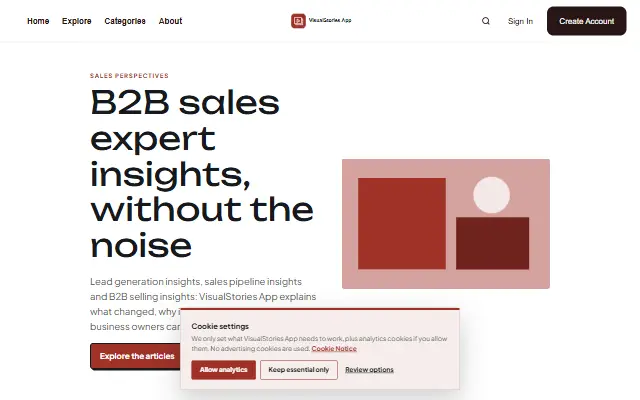 Home Explore Categories About
VisualStories App
Sign In Create Account
SALES PERSPECTIVES
B2B sales
expert
insights,
without the
noise
Lead generation insights, sales pipeline insights
and B2B selling insights: VisualStories App explains
what changed, why i
business owners car
Explore the articles
Cookie settings
We only set what VisualStories App needs to work, plus analytics cookies if you allow
them. No advertising cookies are used. Cookie Notice
Allow analytics Keep essential only Review options